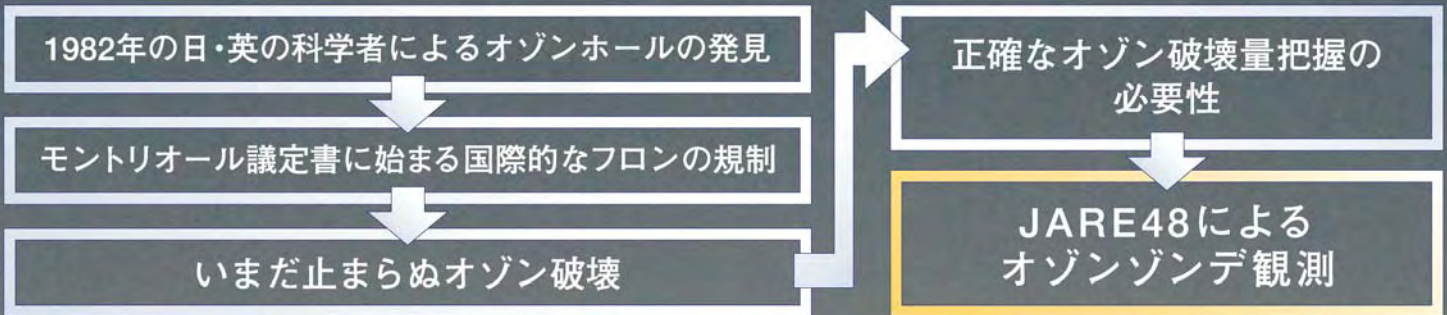 1982年の日・英の科学者によるオゾンホールの発見
モントリオール議定書に始まる国際的なフロンの規制
いまだ止まらぬオゾン破壊
正確なオゾン破壊量把握の
必要性
JARE48による
オゾンゾンデ観測